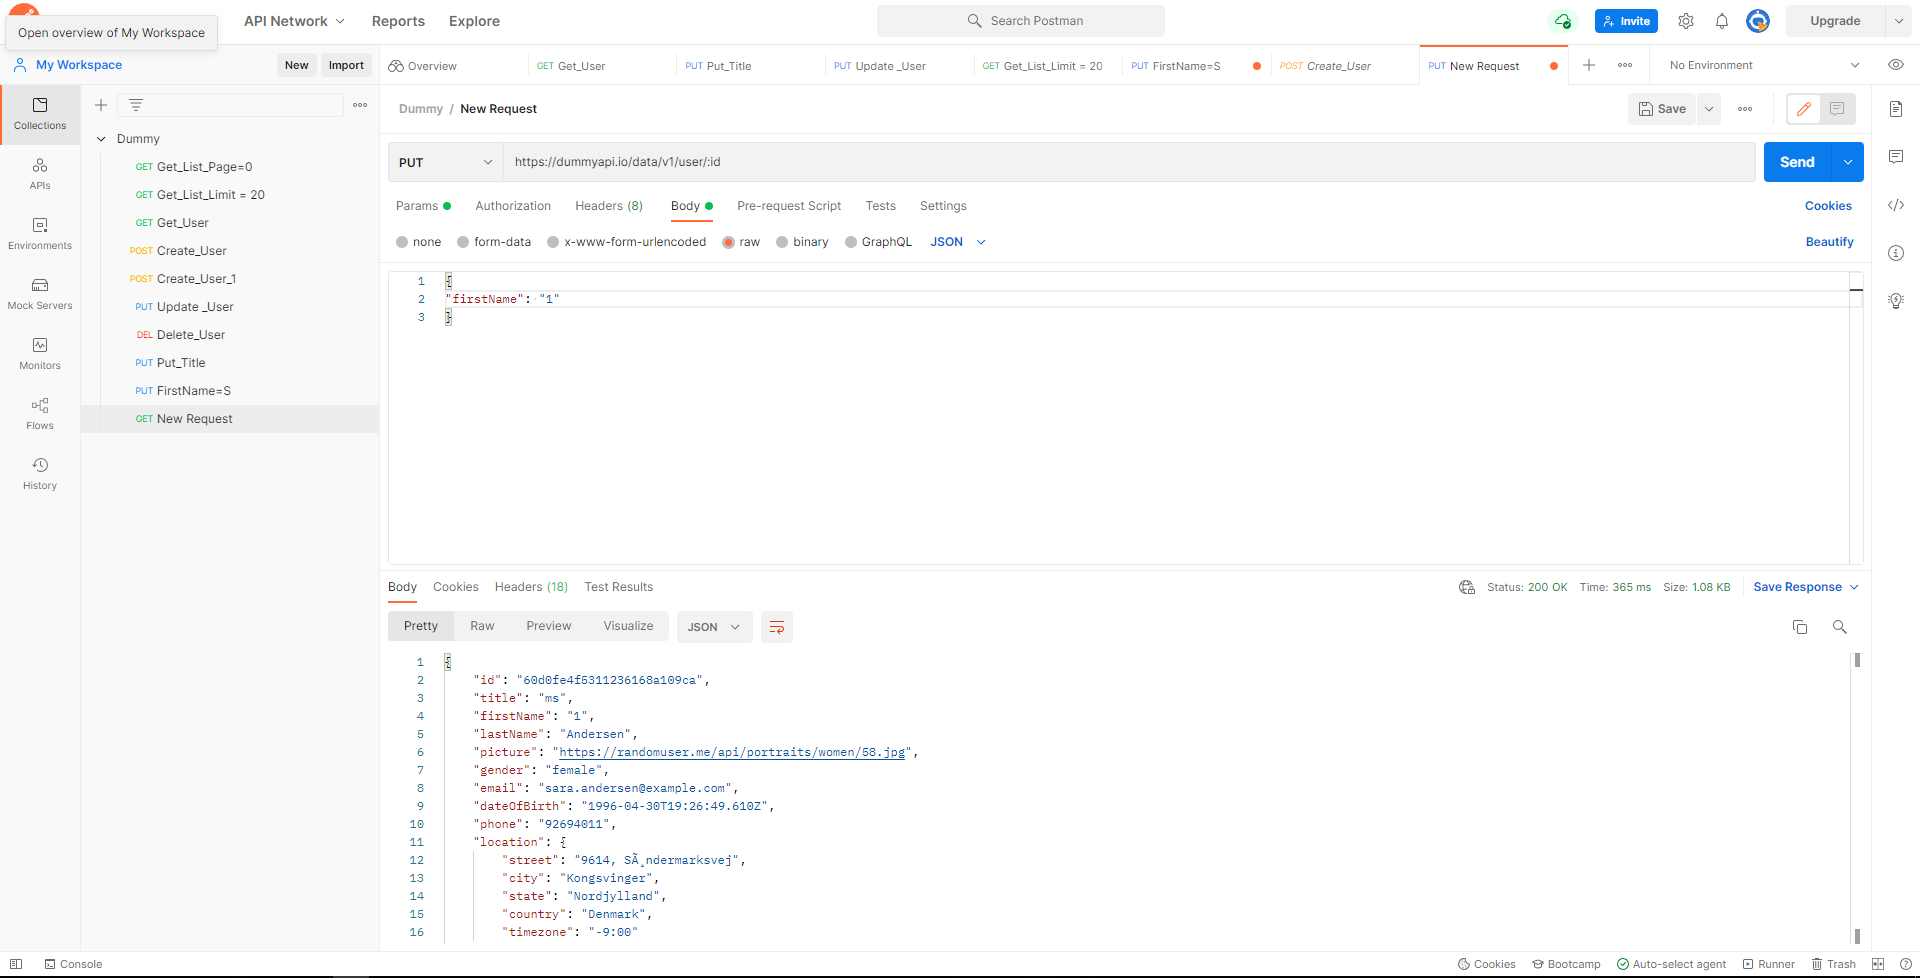 API Network
Reports
Explore
Search Postman
Invite
Upgrade
Open overview of My Workspace
My Workspace
New
Import
Overview
GET Get_User
PUT Put_Title
PUT Update _User
GET Get_List_Limit = 20
PUT FirstName=S
POST Create_User
PUT New Request
No Environment
Collections
APIs
Environments
Mock Servers
Monitors
Flows
History
Dummy
GET Get_List_Page=0
GET Get_List_Limit = 20
GET Get_User
POST Create_User
POST Create_User_1
PUT Update _User
DEL Delete_User
PUT Put_Title
PUT FirstName=S
GET New Request
Dummy / New Request
Save
PUT
https://dummyapi.io/data/v1/user/:id
Send
Params
Authorization
Headers (8)
Body
Pre-request Script
Tests
Settings
Cookies
none
form-data
x-www-form-urlencoded
raw
binary
GraphQL
JSON
Beautify
1 {
2 "firstName": "1"
3 }
Body
Cookies
Headers (18)
Test Results
Status: 200 OK
Time: 365 ms
Size: 1.08 KB
Save Response
Pretty
Raw
Preview
Visualize
JSON
1 {
2 "id": "60d0fe4f5311236168a109ca",
3 "title": "ms",
4 "firstName": "1",
5 "lastName": "Andersen",
6 "picture": "https://randomuser.me/api/portraits/women/58.jpg",
7 "gender": "female",
8 "email": "sara.andersen@example.com",
9 "dateOfBirth": "1996-04-30T19:26:49.610Z",
10 "phone": "92694011",
11 "location": {
12 "street": "9614, SÃ¸ndermarksvej",
13 "city": "Kongsvinger",
14 "state": "Nordjylland",
15 "country": "Denmark",
16 "timezone": "-9:00"
Console
Cookies
Bootcamp
Auto-select agent
Runner
Trash